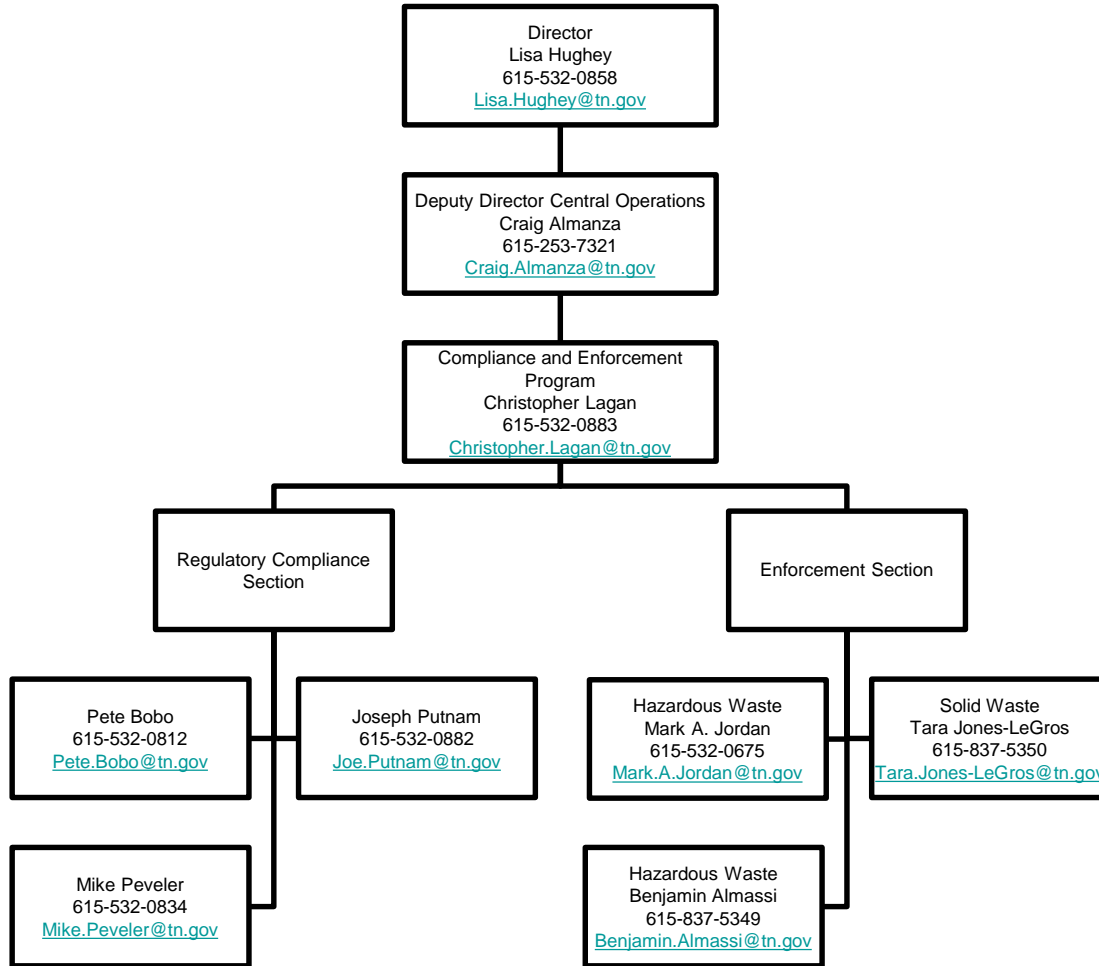 Director
Lisa Hughey
615-532-0858
Lisa.Hughey@tn.gov
Deputy Director Central Operations
Craig Almanza
615-253-7321
Craig.Almanza@tn.gov
Compliance and Enforcement
Program
Christopher Lagan
615-532-0883
Christopher.Lagan@tn.gov
Regulatory Compliance
Section
Enforcement Section
Pete Bobo
615-532-0812
Pete.Bobo@tn.gov
Joseph Putnam
615-532-0882
Joe.Putnam@tn.gov
Hazardous Waste
Mark A. Jordan
615-532-0675
Mark.A.Jordan@tn.gov
Solid Waste
Tara Jones-LeGros
615-837-5350
Tara.Jones-LeGros@tn.gov
Mike Peveler
615-532-0834
Mike.Peveler@tn.gov
Hazardous Waste
Benjamin Almassi
615-837-5349
Benjamin.Almassi@tn.gov